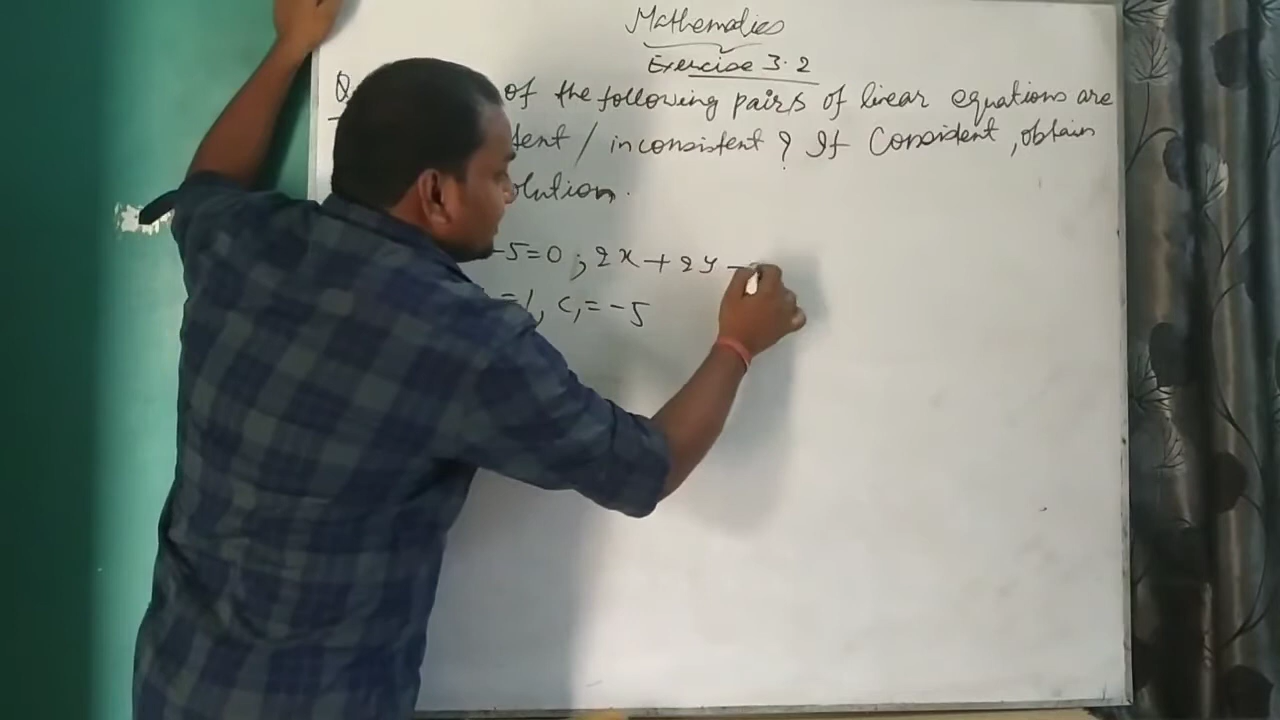 Mathematics
Exercise 3.2
Q of the following pairs of linear equations are
tent / inconsistent ? If Consistent, obtain
olution.
-5=0 ; 2x+2y-
=1, C₁=-5